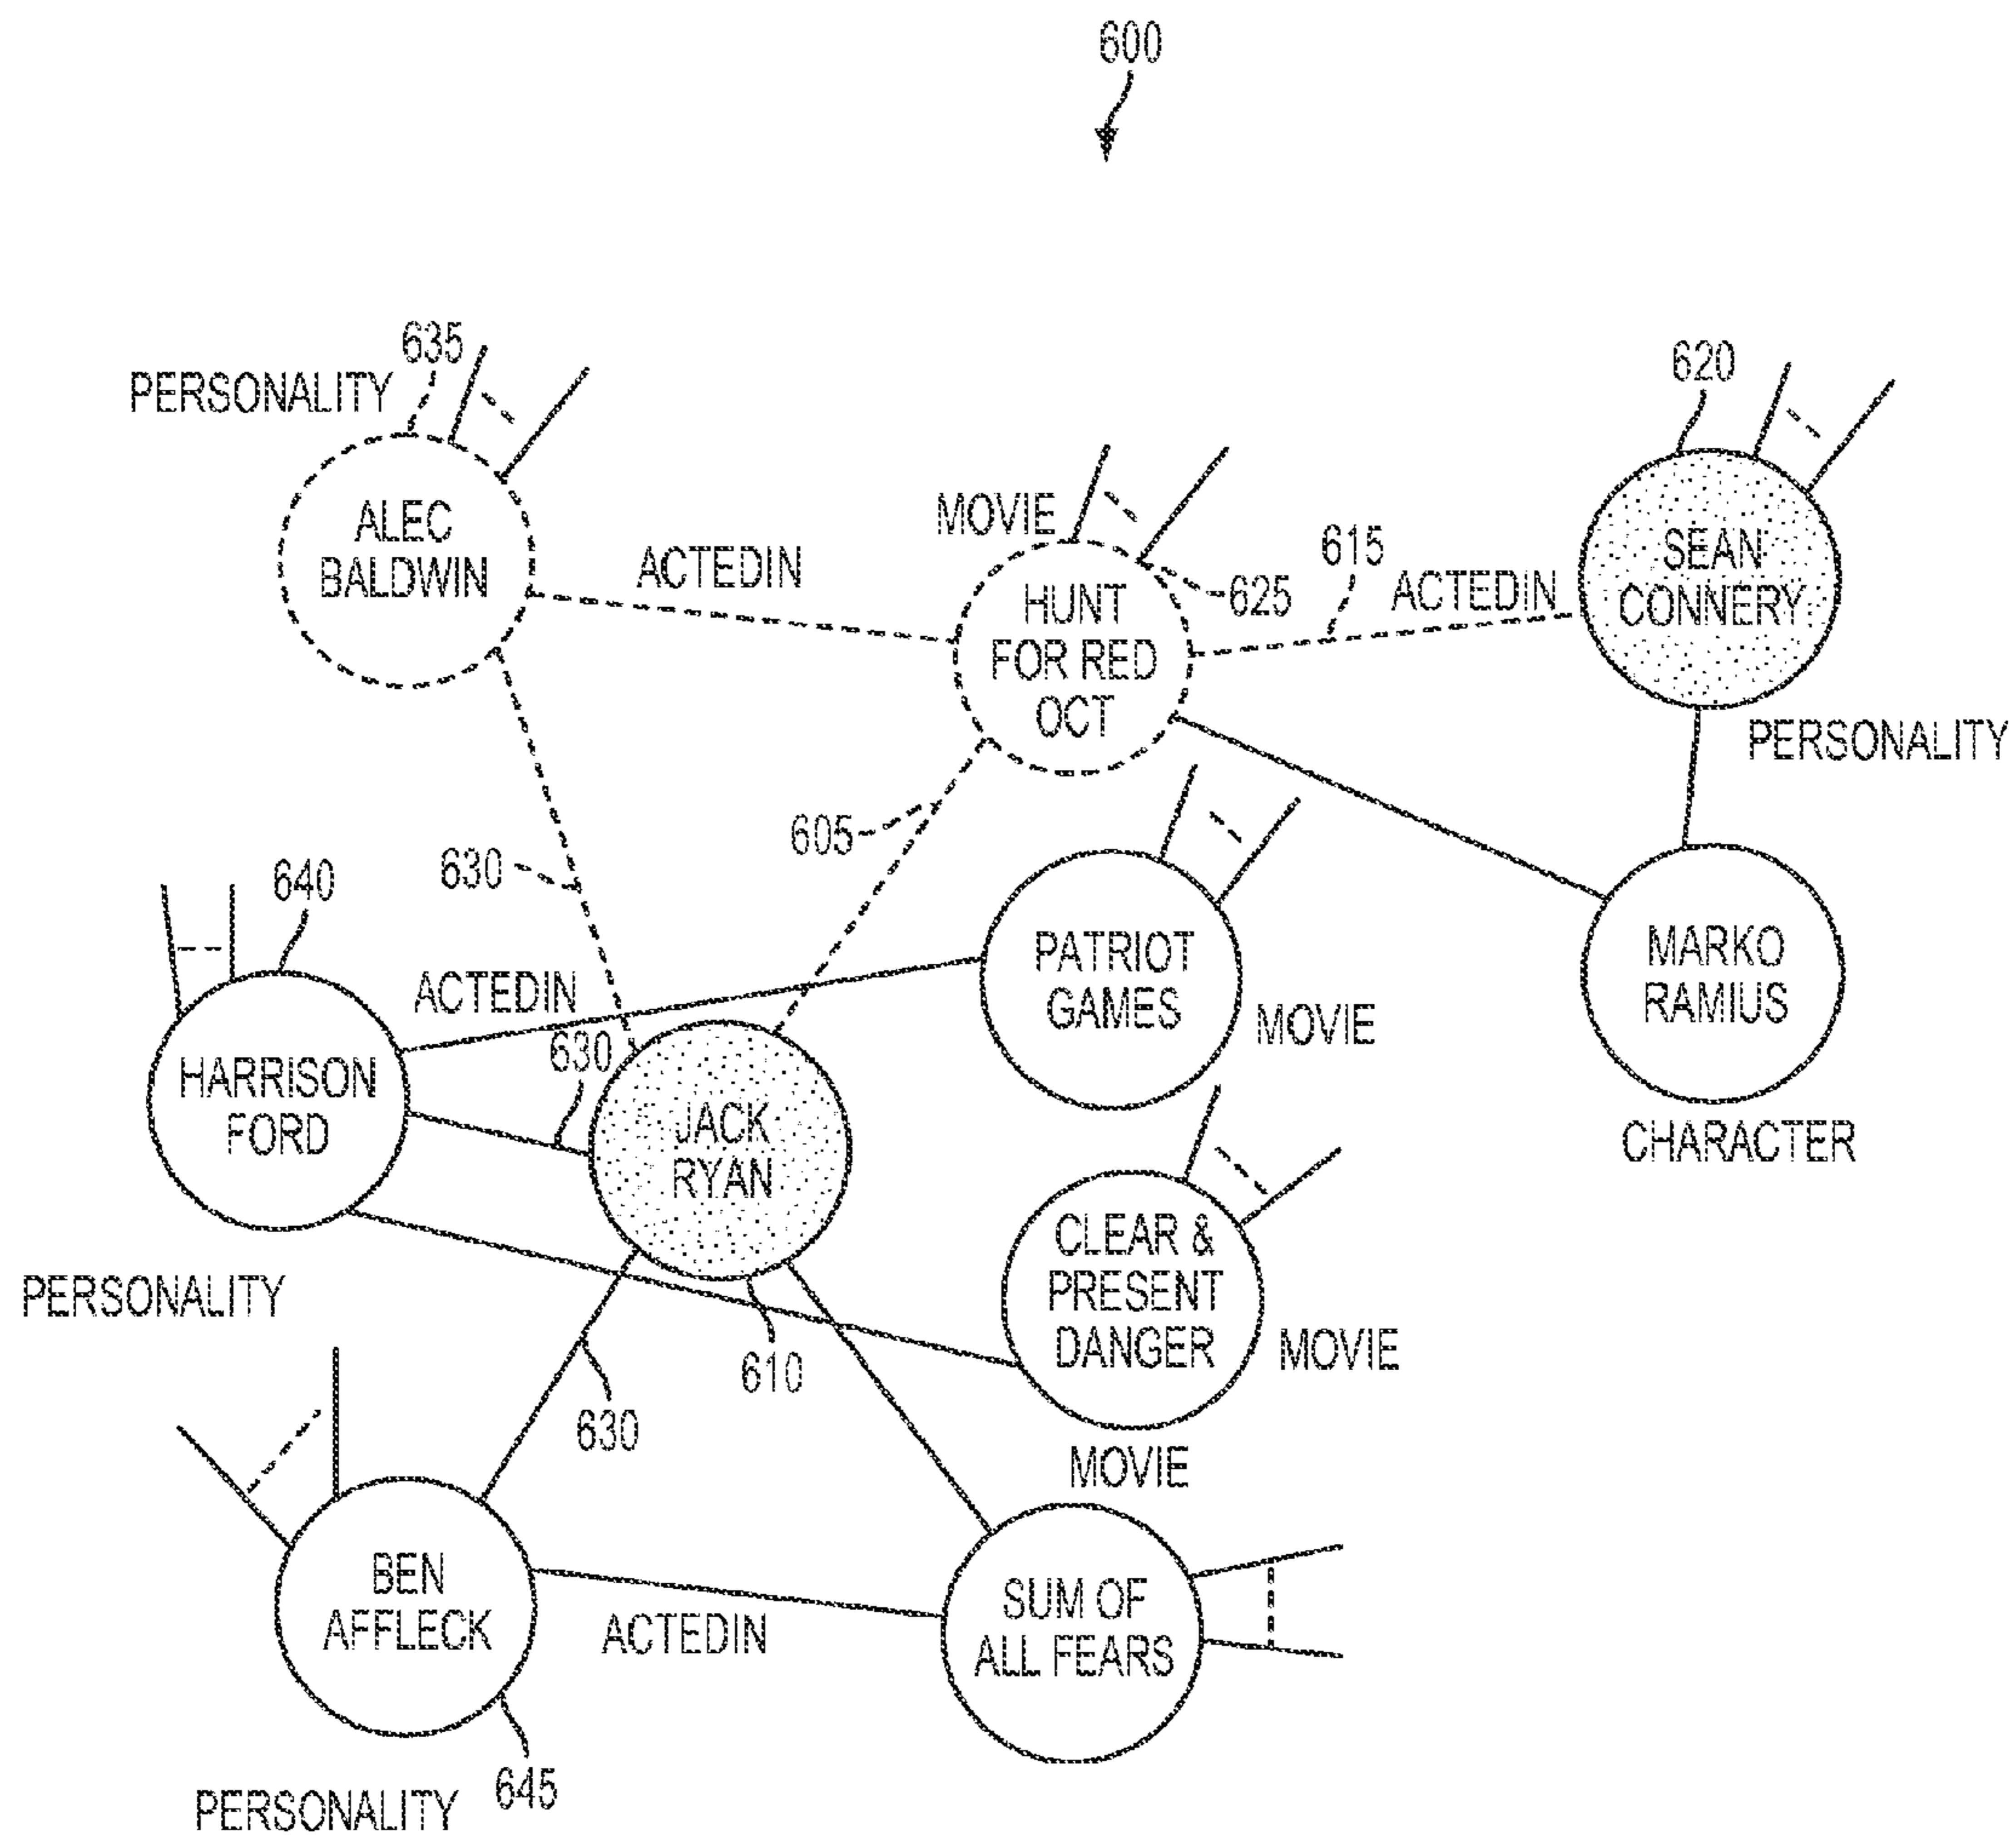 600
635
PERSONALITY
620
ALEC
BALDWIN
ACTEDIN
MOVIE
HUNT
FOR RED
OCT
625
615
ACTEDIN
SEAN
CONNERY
PERSONALITY
605
630
640
ACTEDIN
PATRIOT
GAMES
MOVIE
MARKO
RAMIUS
CHARACTER
HARRISON
FORD
630
JACK
RYAN
CLEAR &
PRESENT
DANGER
MOVIE
PERSONALITY
610
630
MOVIE
BEN
AFFLECK
ACTEDIN
SUM OF
ALL FEARS
645
PERSONALITY